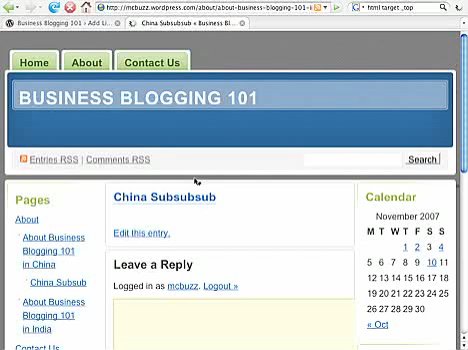 http://mcbuzz.wordpress.com/about/about-business-blogging-101-i
html target _top
Business Blogging 101 › Add Li...
China Subsubsub « Business Bl...
Home
About
Contact Us
BUSINESS BLOGGING 101
Entries RSS | Comments RSS
Search
Pages
About
About Business
Blogging 101
in China
China Subsub
About Business
Blogging 101
in India
Contact Us
China Subsubsub
Edit this entry.
Leave a Reply
Logged in as mcbuzz. Logout »
Calendar
November 2007
M T W T F S S
1 2 3 4
5 6 7 8 9 10 11
12 13 14 15 16 17 18
19 20 21 22 23 24 25
26 27 28 29 30
« Oct